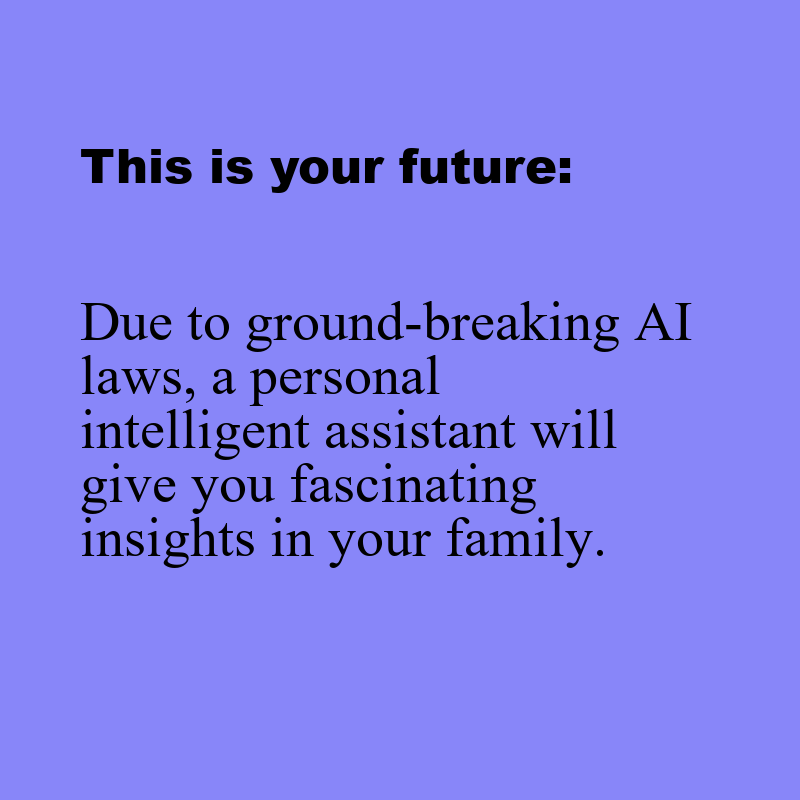 This is your future:
Due to ground-breaking AI
laws, a personal
intelligent assistant will
give you fascinating
insights in your family.